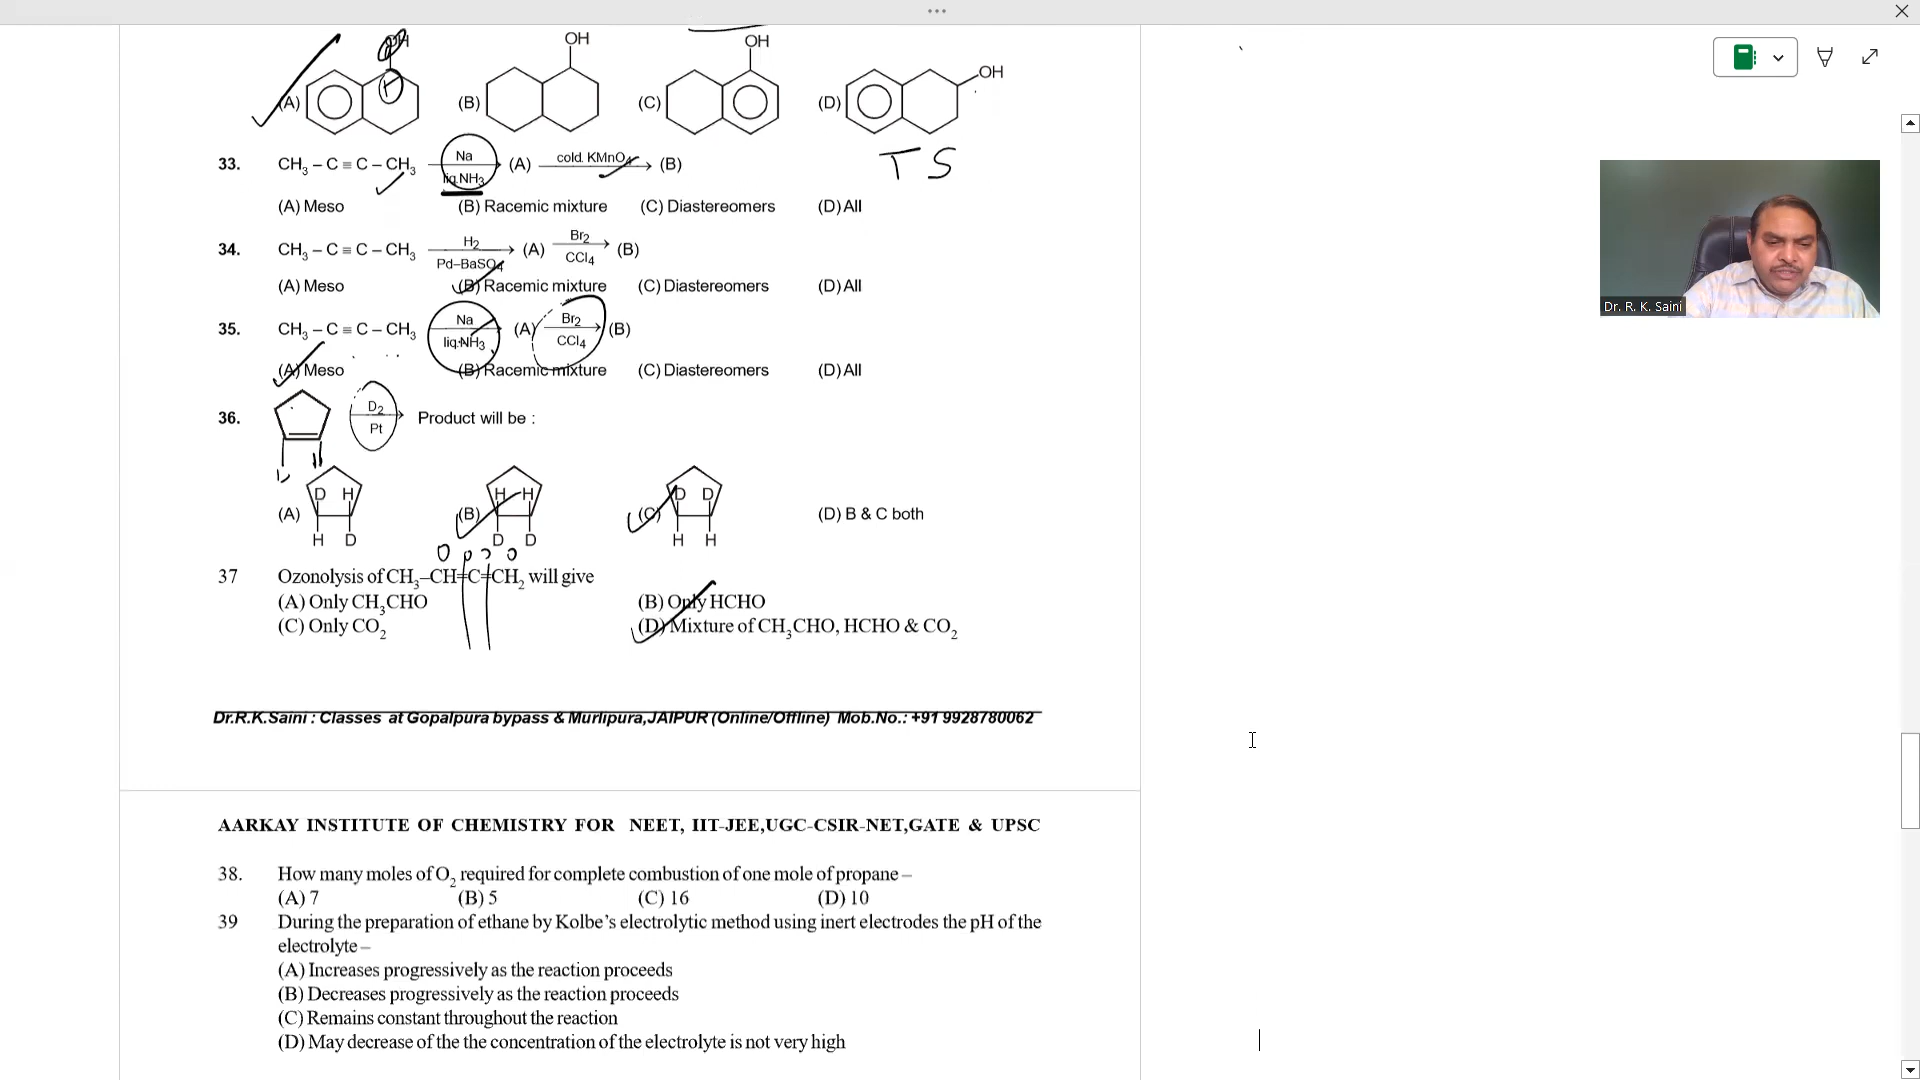 OH OH OH OH
(A) (B) (C) (D)
T S
33. CH3 – C ≡ C – CH3 Na liq.NH3 (A) cold. KMnO4 (B)
(A) Meso (B) Racemic mixture (C) Diastereomers (D) All
34. CH3 – C ≡ C – CH3 H2 Pd–BaSO4 (A) Br2 CCl4 (B)
(A) Meso (B) Racemic mixture (C) Diastereomers (D) All
35. CH3 – C ≡ C – CH3 Na liq.NH3 (A) Br2 CCl4 (B)
(A) Meso (B) Racemic mixture (C) Diastereomers (D) All
36. D2 Pt Product will be :
D H H H D D
(A) (B) (C) (D) B & C both
H D D D H H
37 Ozonolysis of CH3–CH=C=CH2 will give
(A) Only CH3CHO (B) Only HCHO
(C) Only CO2 (D) Mixture of CH3CHO, HCHO & CO2
Dr.R.K.Saini : Classes at Gopalpura bypass & Murlipura,JAIPUR (Online/Offline) Mob.No.: +91 9928780062
AARKAY INSTITUTE OF CHEMISTRY FOR NEET, IIT-JEE,UGC-CSIR-NET,GATE & UPSC
38. How many moles of O2 required for complete combustion of one mole of propane –
(A) 7 (B) 5 (C) 16 (D) 10
39 During the preparation of ethane by Kolbe’s electrolytic method using inert electrodes the pH of the
electrolyte –
(A) Increases progressively as the reaction proceeds
(B) Decreases progressively as the reaction proceeds
(C) Remains constant throughout the reaction
(D) May decrease of the the concentration of the electrolyte is not very high
Dr. R. K. Saini